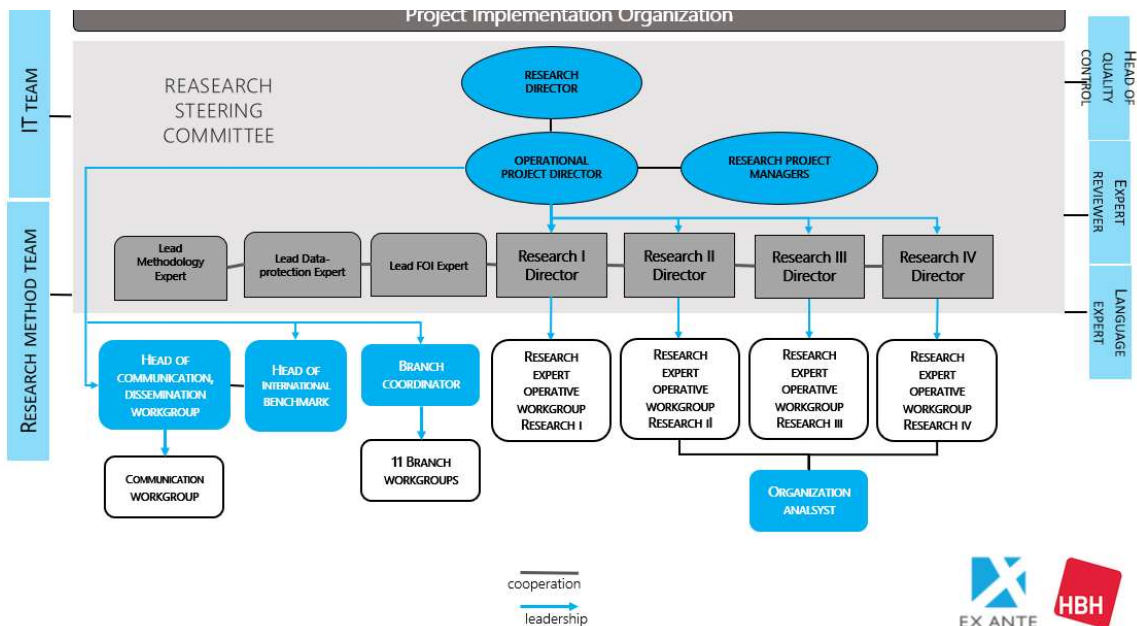 Project Implementation Organization
IT TEAM
RESEARCH METHOD TEAM
REASEARCH
STEERING
COMMITTEE
RESEARCH
DIRECTOR
OPERATIONAL
PROJECT DIRECTOR
RESEARCH PROJECT
MANAGERS
HEAD OF
QUALITY
CONTROL
EXPERT
REVIEWER
LANGUAGE
EXPERT
Lead
Methodology
Expert
Lead Data-
protection Expert
Lead FOI Expert
Research I
Director
Research II
Director
Research III
Director
Research IV
Director
HEAD OF
COMMUNICATION,
DISSEMINATION
WORKGROUP
HEAD OF
INTERNATIONAL
BENCHMARK
BRANCH
COORDINATOR
RESEARCH
EXPERT
OPERATIVE
WORKGROUP
RESEARCH I
RESEARCH
EXPERT
OPERATIVE
WORKGROUP
RESEARCH II
RESEARCH
EXPERT
OPERATIVE
WORKGROUP
RESEARCH III
RESEARCH
EXPERT
OPERATIVE
WORKGROUP
RESEARCH IV
COMMUNICATION
WORKGROUP
11 BRANCH
WORKGROUPS
ORGANIZATION
ANALSYST
cooperation
leadership
EX ANTE
HBH